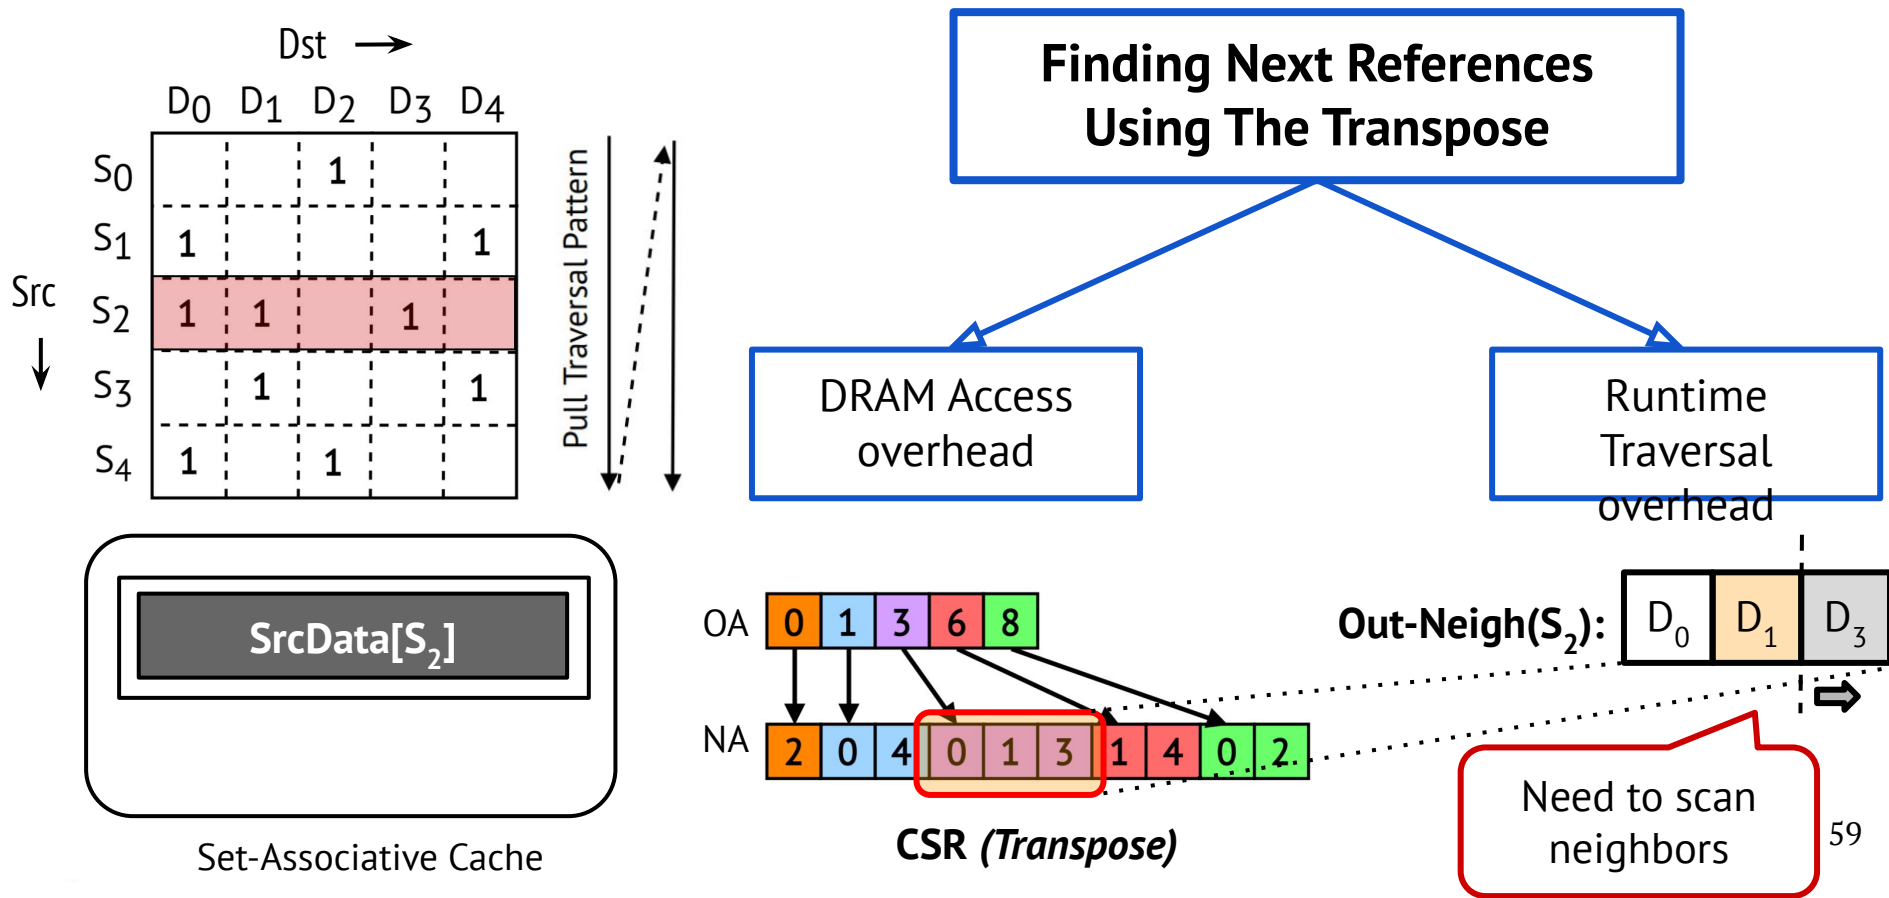 Dst
D0 D1 D2 D3 D4
Src
S0 1
S1 1 1
S2 1 1 1
S3 1 1
S4 1 1
Pull Traversal Pattern
SrcData[S2]
Set-Associative Cache
Finding Next References
Using The Transpose
DRAM Access
overhead
Runtime
Traversal
overhead
OA 0 1 3 6 8
NA 2 0 4 0 1 3 1 4 0 2
CSR (Transpose)
Out-Neigh(S2): D0 D1 D3
Need to scan
neighbors
59